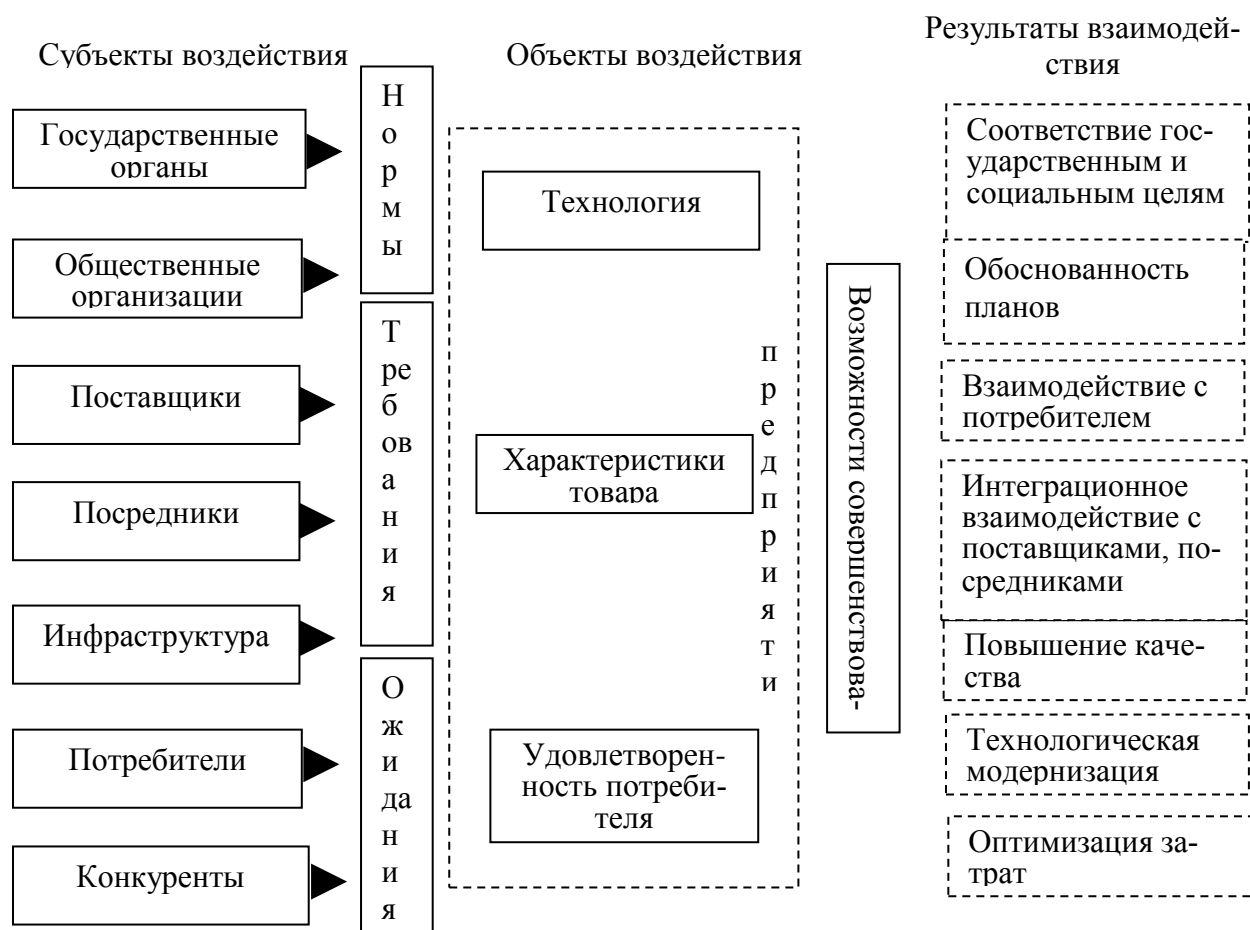 Субъекты воздействия
Объекты воздействия
Результаты взаимодей-
ствия
Государственные
органы
Общественные
организации
Поставщики
Посредники
Инфраструктура
Потребители
Конкуренты
Н
о
р
м
ы
Т
ре
б
ов
а
н
и
я
О
ж
и
да
н
и
я
Технология
Характеристики
товара
Удовлетворен-
ность потреби-
теля
п
р
е
д
п
р
и
я
т
и
Возможности совершенствова-
Соответствие гос-
ударственным и
социальным целям
Обоснованность
планов
Взаимодействие с
потребителем
Интеграционное
взаимодействие с
поставщиками, по-
средниками
Повышение каче-
ства
Технологическая
модернизация
Оптимизация за-
трат